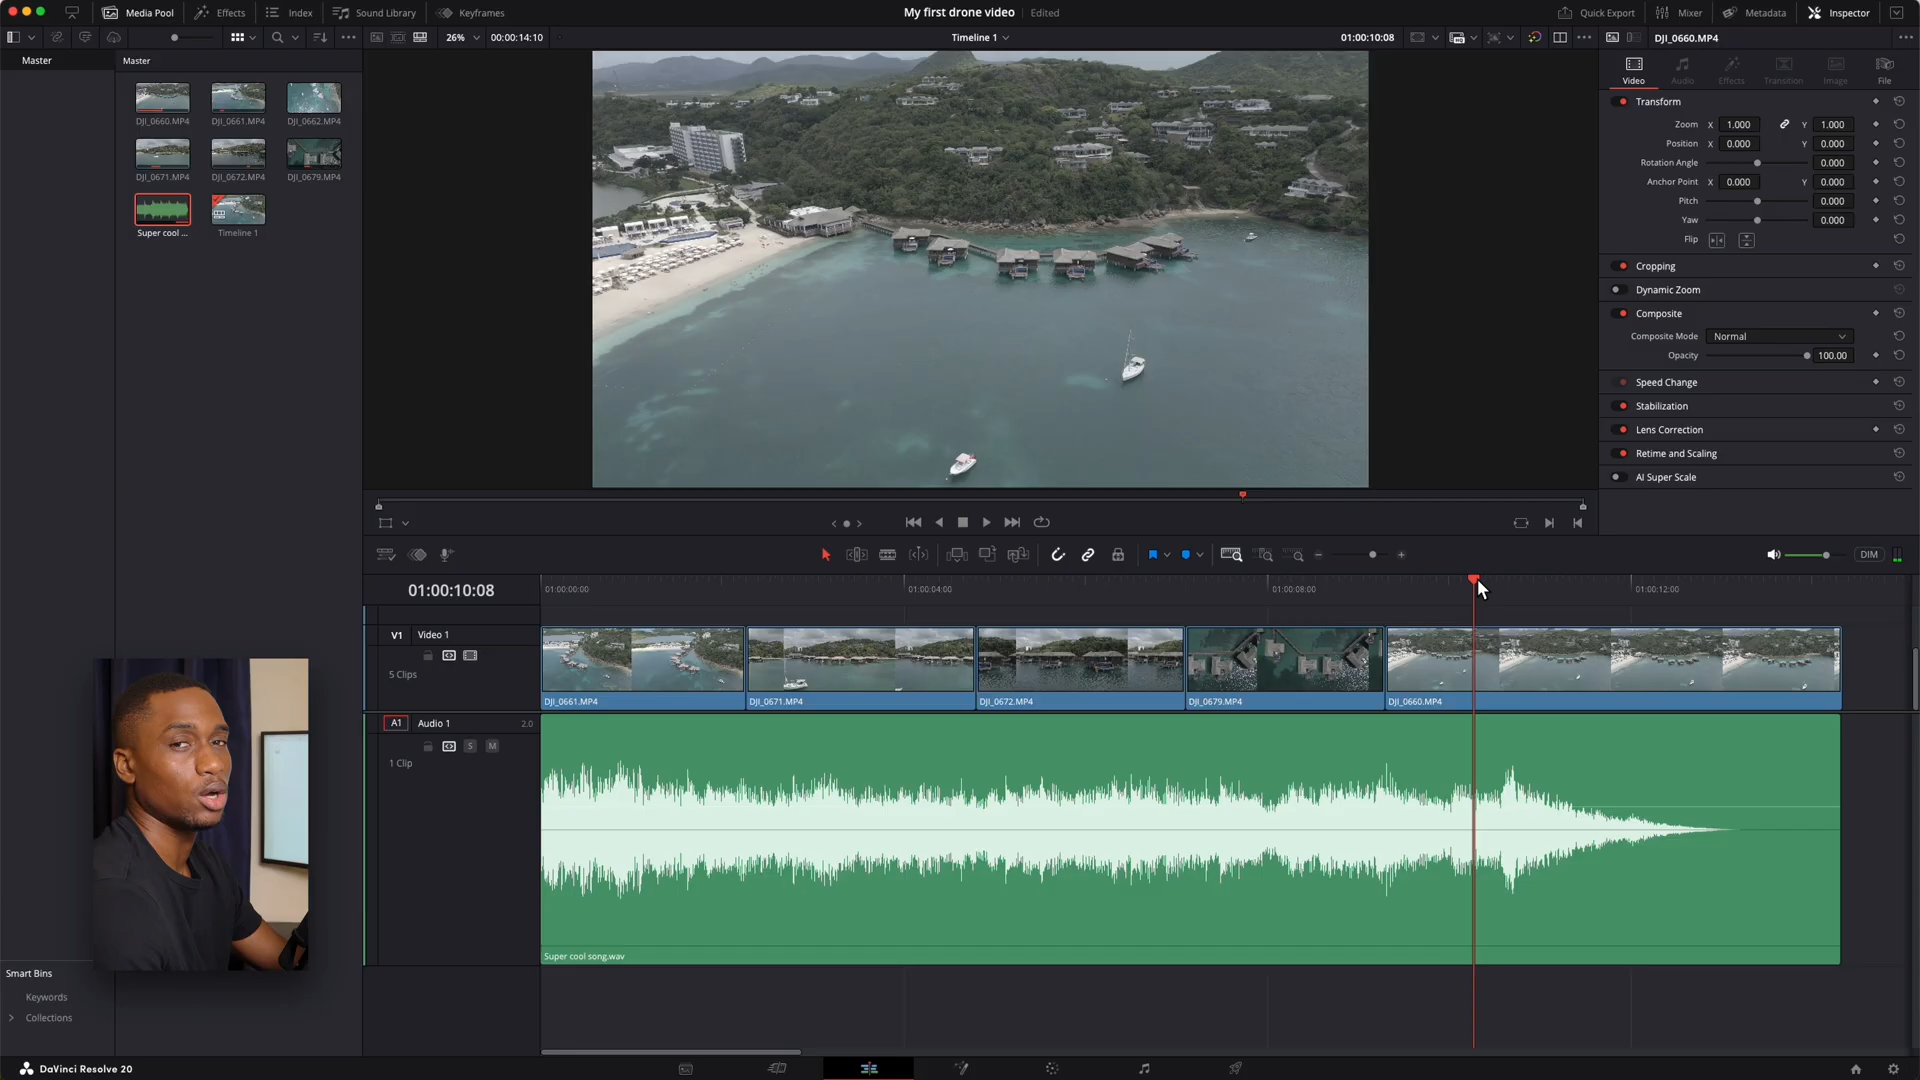 Media Pool Effects Index Sound Library Keyframes My first drone video Edited Quick Export Mixer Metadata Inspector
26% 00:00:14:10 Timeline 1 01:00:10:08 DJI_0660.MP4
Master Master
Video Audio Effects Transition Image File
DJI_0660.MP4 DJI_0661.MP4 DJI_0662.MP4
DJI_0671.MP4 DJI_0672.MP4 DJI_0679.MP4
Super cool ... Timeline 1
Transform
Zoom X 1.000 Y 1.000
Position X 0.000 Y 0.000
Rotation Angle 0.000
Anchor Point X 0.000 Y 0.000
Pitch 0.000
Yaw 0.000
Flip
Cropping
Dynamic Zoom
Composite
Composite Mode Normal
Opacity 100.00
Speed Change
Stabilization
Lens Correction
Retime and Scaling
AI Super Scale
DIM
01:00:10:08 01:00:00:00 01:00:04:00 01:00:08:00 01:00:12:00
V1 Video 1
5 Clips
DJI_0661.MP4 DJI_0671.MP4 DJI_0672.MP4 DJI_0679.MP4 DJI_0660.MP4
A1 Audio 1 2.0
S M
1 Clip
Super cool song.wav
Smart Bins
Keywords
Collections
DaVinci Resolve 20